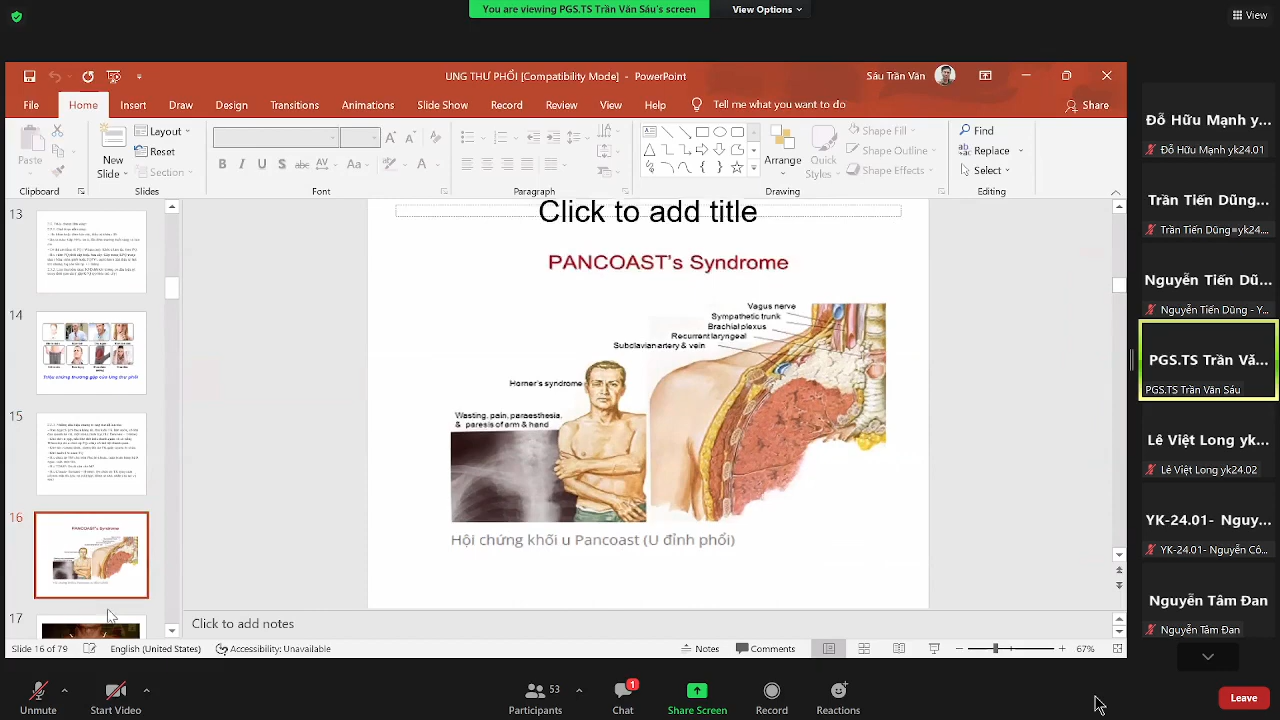 You are viewing PGS.TS Trần Văn Sáu's screen
View Options
View
UNG THƯ PHỔI [Compatibility Mode] - PowerPoint
Sáu Trần Văn
File
Home
Insert
Draw
Design
Slide Show
Transitions
Animations
Record
Review
View
Help
Tell me what you want to do
Share
Paste
New
Slide
Layout
Reset
Section
Clipboard
Slides
Font
Paragraph
Drawing
Editing
Arrange
Quick
Styles
Shape Fill
Shape Outline
Shape Effects
Find
Replace
Select
13
14
15
16
PANCOAST's Syndrome
17
Click to add title
PANCOAST's Syndrome
Vagus nerve
Sympathetic trunk
Brachial plexus
Recurrent laryngeal
Subclavian artery & vein
Horner's syndrome
Wasting, pain, paraesthesia,
& paresis of arm & hand
Hội chứng khối u Pancoast (U đỉnh phổi)
Click to add notes
Slide 16 of 79
English (United States)
Accessibility: Unavailable
Notes
Comments
67%
Đỗ Hữu Mạnh y...
Đỗ Hữu Mạnh yk24.01
Trần Tiến Dũng...
Trần Tiến Dũng yk24.0...
Nguyễn Tiến Dũ...
Nguyễn Tiến Dũng - Y...
PGS.TS Trần Vă...
PGS.TS Trần Văn Sáu
Lê Việt Long yk...
Lê Việt Long yk24.02
YK-24.01- Nguy...
YK-24.01- Nguyễn Cô...
Nguyễn Tâm Đan
Nguyễn Tâm Đan
Unmute
Start Video
Participants
53
Chat
1
Share Screen
Record
Reactions
Leave